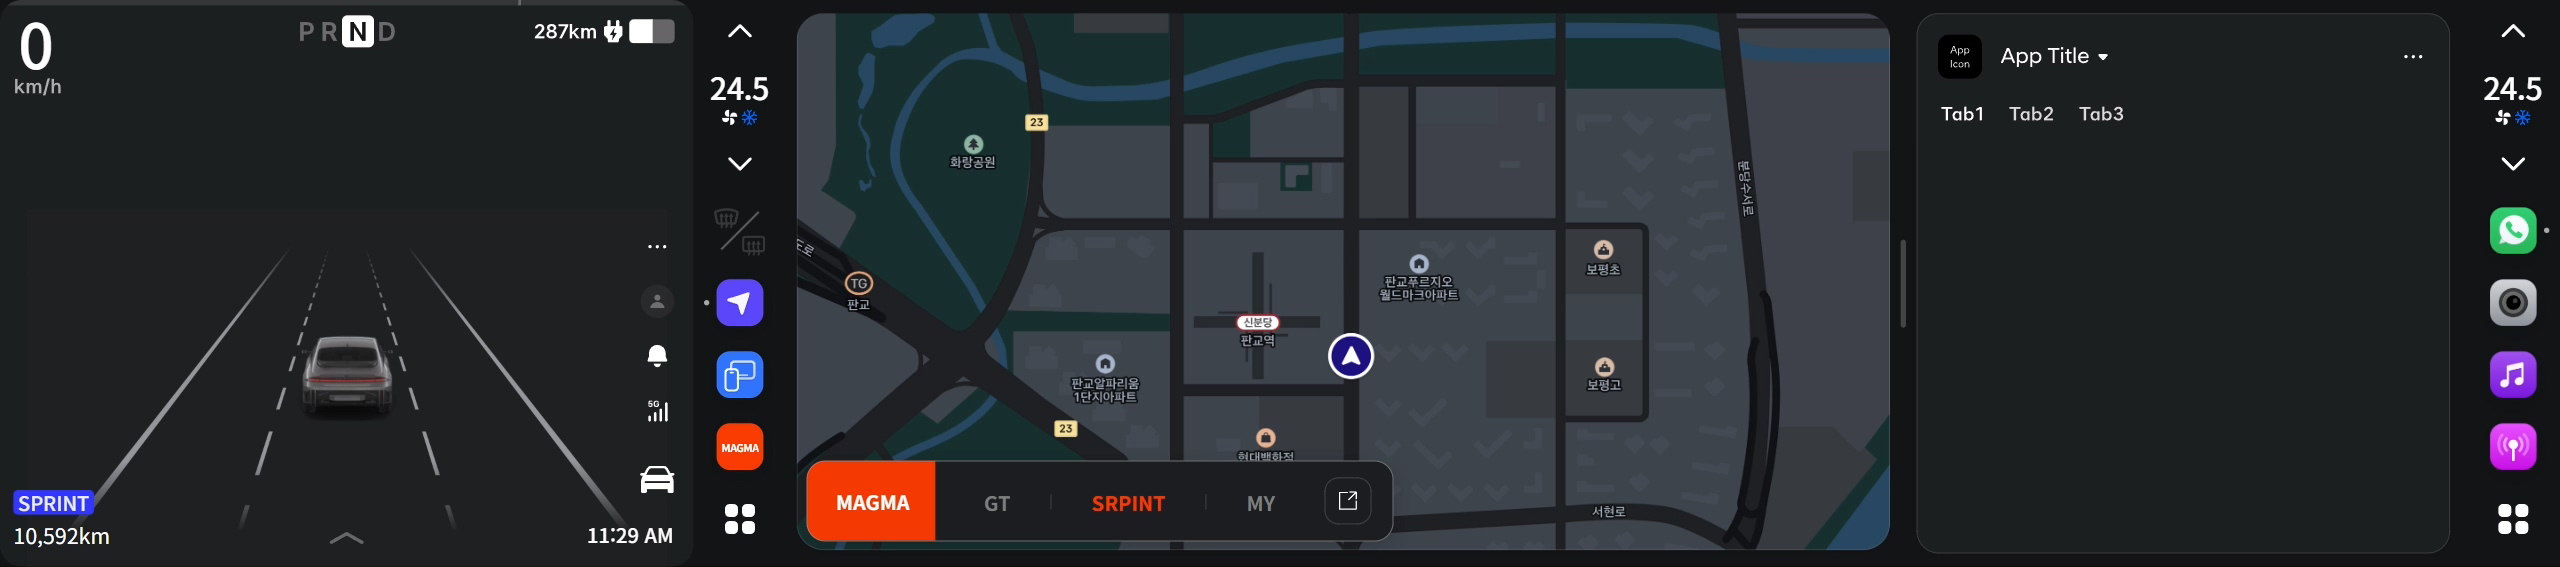 0
km/h
P R N D
287km
5G
SPRINT
10,592km
11:29 AM
24.5
MAGMA
23
화랑공원
TG
판교
신분당
판교역
판교푸르지오
월드마크아파트
판교알파리움
1단지아파트
23
현대백화점
보평초
보평고
분당수서로
서현로
MAGMA
GT
SRPINT
MY
App
Icon
App Title
Tab1 Tab2 Tab3
24.5